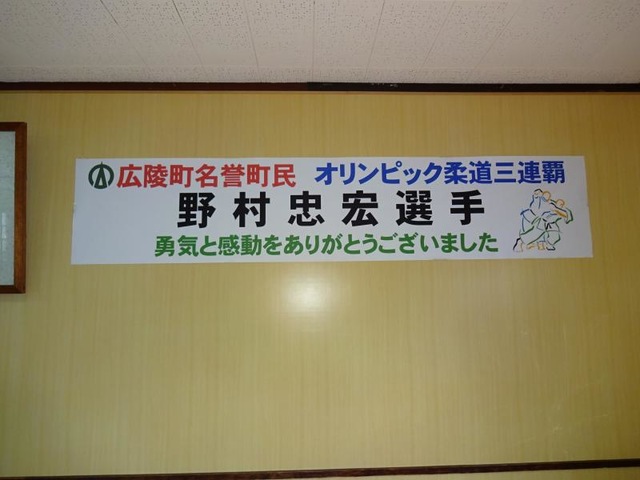 広陵町名誉町民 オリンピック柔道三連覇
野村忠宏選手
勇気と感動をありがとうございました